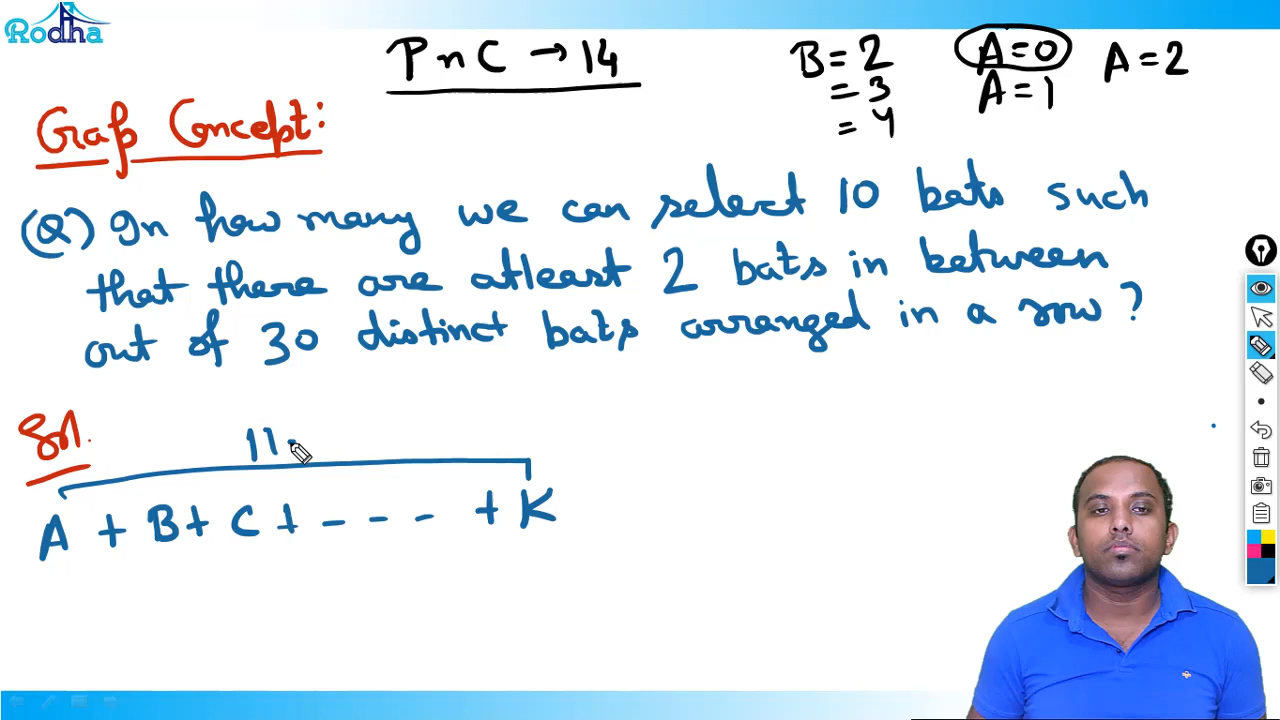 Rodha
PnC → 14
B = 2
= 3
= 4
A = 0
A = 1
A = 2
Gap Concept:
(Q) In how many we can select 10 bats such
that there are atleast 2 bats in between
out of 30 distinct bats arranged in a row?
Sol.
11
A + B + C + - - - + K